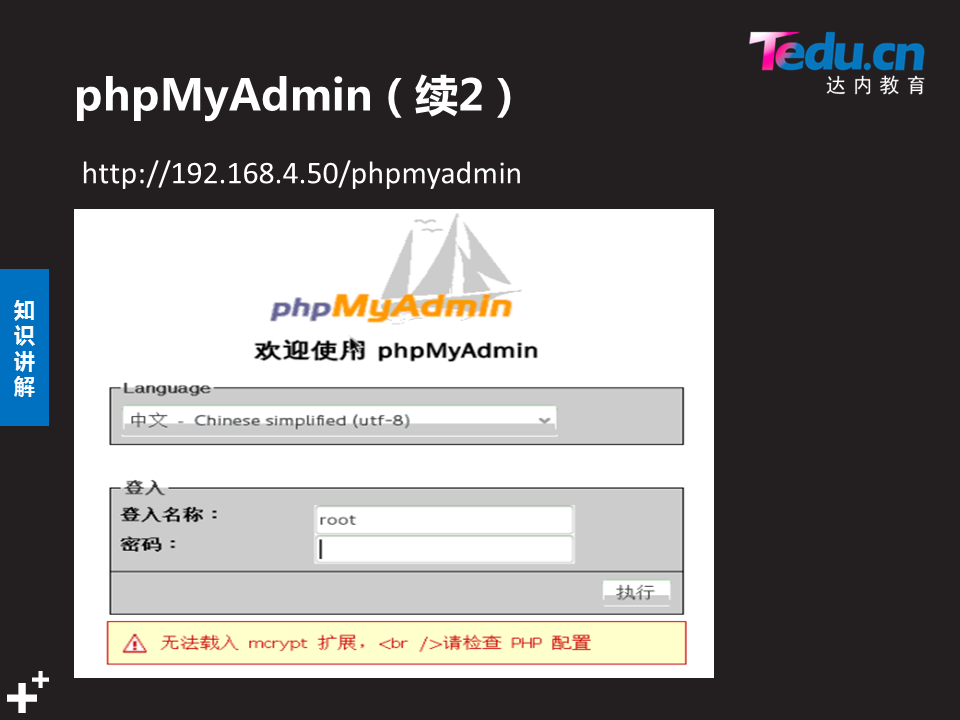 Tedu.cn
达内教育
phpMyAdmin（续2）
http://192.168.4.50/phpmyadmin
知识讲解
phpMyAdmin
欢迎使用 phpMyAdmin
Language
中文 - Chinese simplified (utf-8)
登入
登入名称：
root
密码：
执行
无法载入 mcrypt 扩展，<br />请检查 PHP 配置